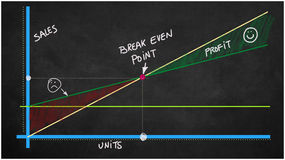 SALES
BREAK EVEN
POINT
PROFIT
UNITS